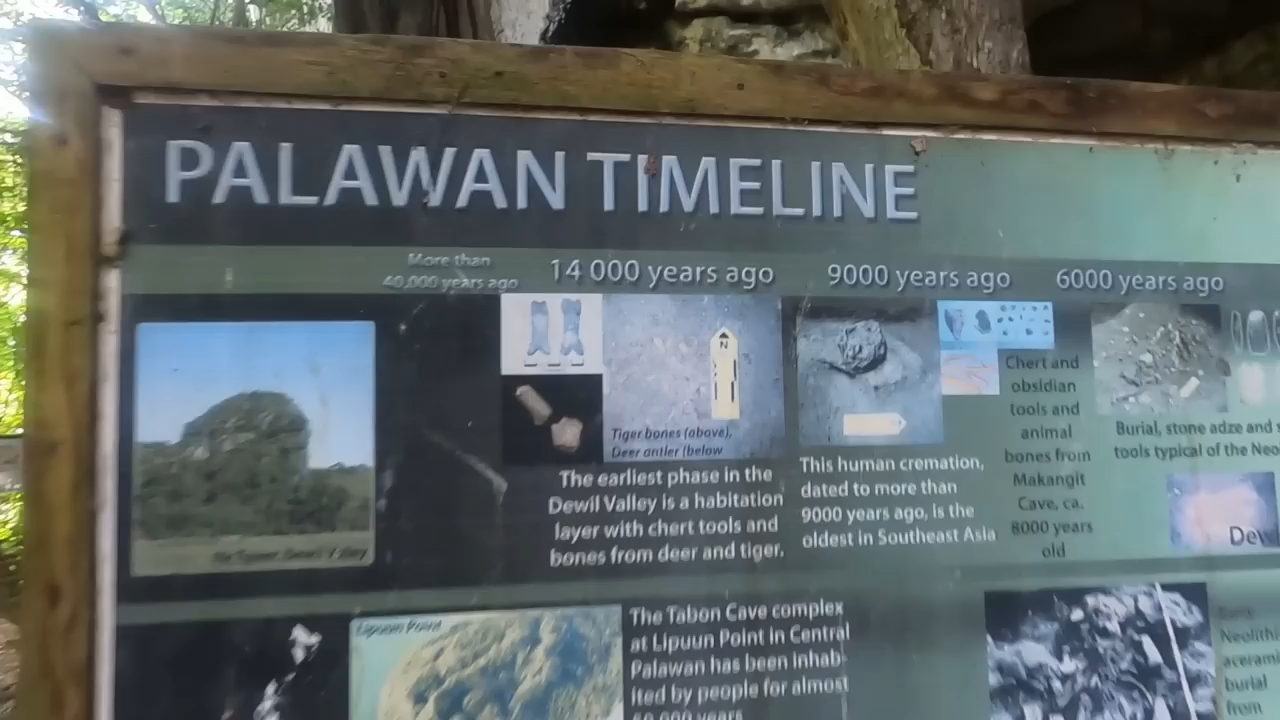 PALAWAN TIMELINE
More than
40,000 years ago
14 000 years ago
9000 years ago
6000 years ago
Tiger bones (above),
Deer antler (below
The earliest phase in the
Dewil Valley is a habitation
layer with chert tools and
bones from deer and tiger.
This human cremation,
dated to more than
9000 years ago, is the
oldest in Southeast Asia
Chert and
obsidian
tools and
animal
bones from
Makangit
Cave, ca.
8000 years
old
Burial, stone adze and s
tools typical of the Neo
Dewi
N
Lipuun Point
The Tabon Cave complex
at Lipuun Point in Central
Palawan has been inhab-
ited by people for almost
years
Neolithi
acerami
burial
from